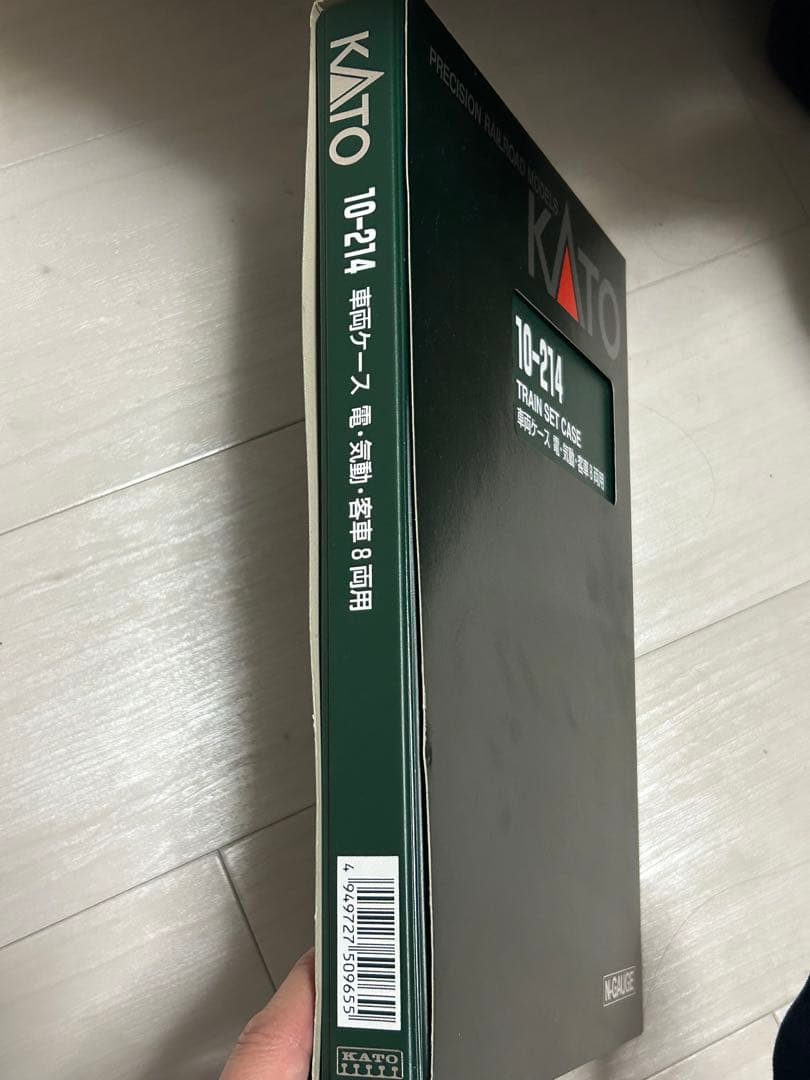 KATO 10-214 車両ケース 電・気動・客車8両用
4 949727 509655
KATO
PRECISION RAILROAD MODELS
KATO
10-214
TRAIN SET CASE
車両ケース 電・気動・客車8両用
N-GAUGE